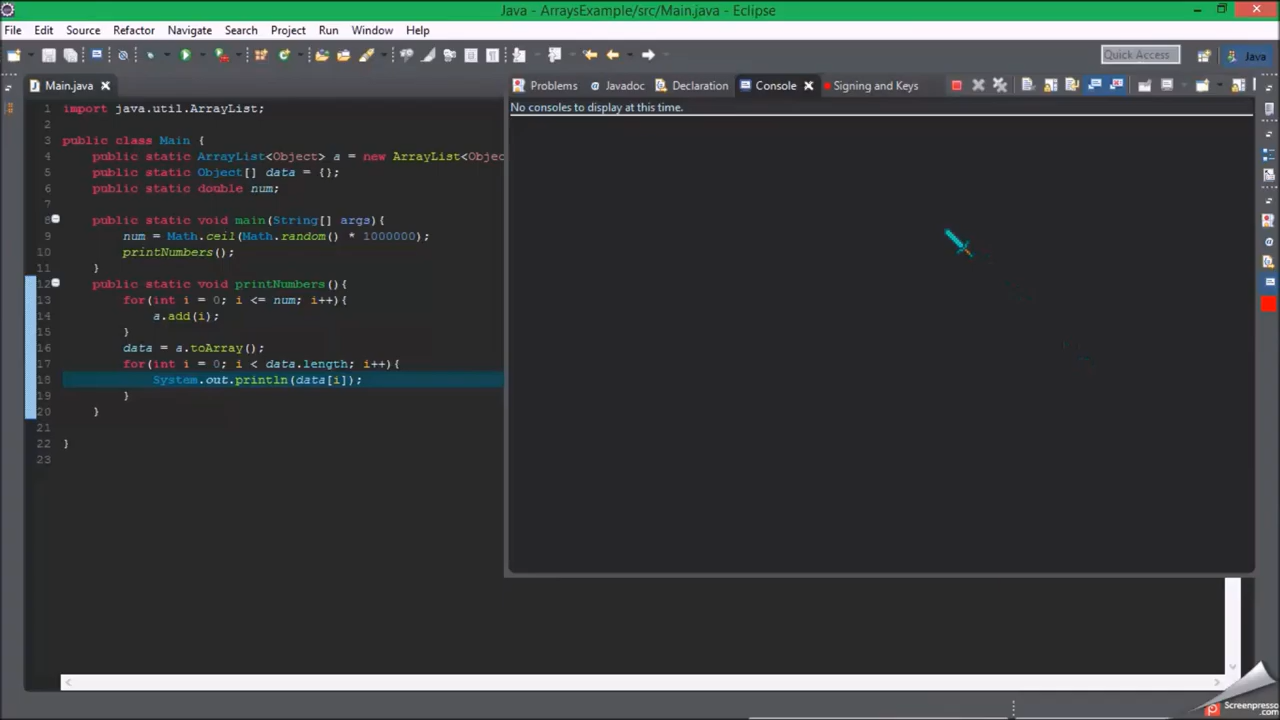 Java - ArraysExample/src/Main.java - Eclipse
File Edit Source Refactor Navigate Search Project Run Window Help
Quick Access Java
Main.java
Problems Javadoc Declaration Console Signing and Keys
No consoles to display at this time.
1 import java.util.ArrayList;
2
3 public class Main {
4 public static ArrayList<Object> a = new ArrayList<Objec
5 public static Object[] data = {};
6 public static double num;
7
8 public static void main(String[] args){
9 num = Math.ceil(Math.random() * 1000000);
10 printNumbers();
11 }
12 public static void printNumbers(){
13 for(int i = 0; i <= num; i++){
14 a.add(i);
15 }
16 data = a.toArray();
17 for(int i = 0; i < data.length; i++){
18 System.out.println(data[i]);
19 }
20 }
21
22 }
23
Screenpresso
.com